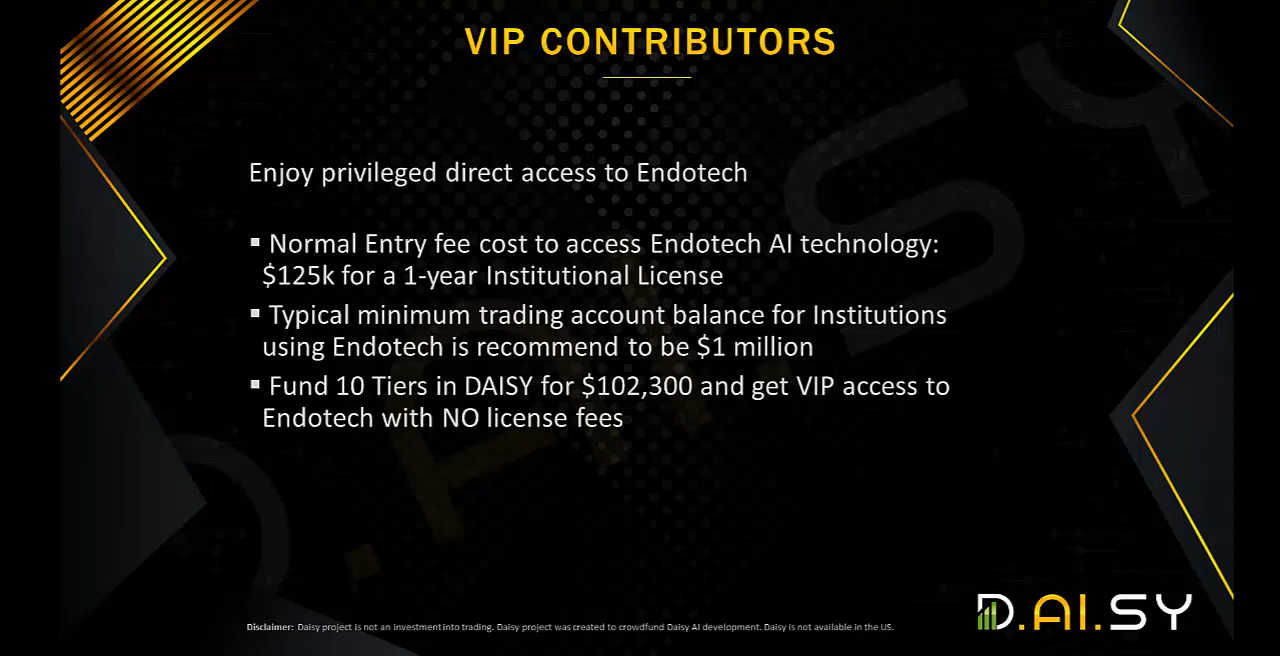 VIP CONTRIBUTORS
Enjoy privileged direct access to Endotech
▪ Normal Entry fee cost to access Endotech AI technology:
$125k for a 1-year Institutional License
▪ Typical minimum trading account balance for Institutions
using Endotech is recommend to be $1 million
▪ Fund 10 Tiers in DAISY for $102,300 and get VIP access to
Endotech with NO license fees
Disclaimer: Daisy project is not an investment into trading. Daisy project was created to crowdfund Daisy AI development. Daisy is not available in the US.
D.AI.SY